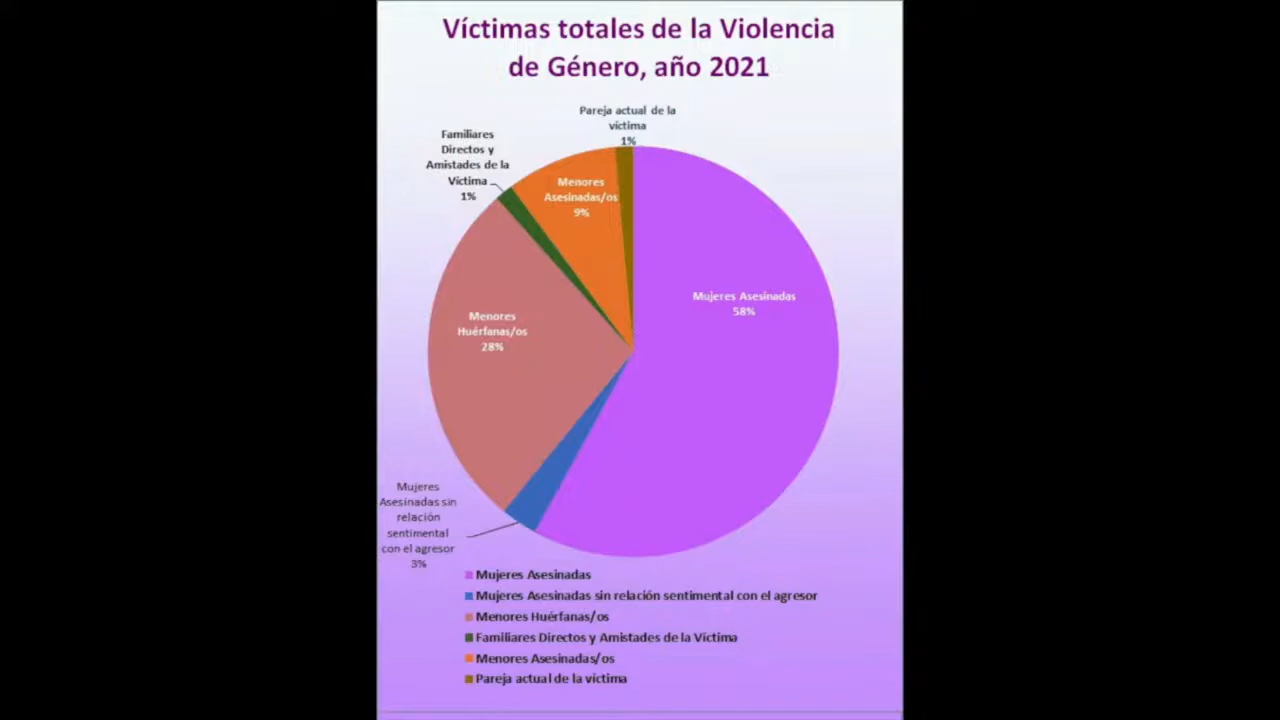 Víctimas totales de la Violencia
de Género, año 2021
Pareja actual de la
víctima
1%
Familiares
Directos y
Amistades de la
Víctima
1%
Menores
Asesinadas/os
9%
Mujeres Asesinadas
58%
Menores
Huérfanas/os
28%
Mujeres
Asesinadas sin
relación
sentimental
con el agresor
3%
Mujeres Asesinadas
Mujeres Asesinadas sin relación sentimental con el agresor
Menores Huérfanas/os
Familiares Directos y Amistades de la Víctima
Menores Asesinadas/os
Pareja actual de la víctima